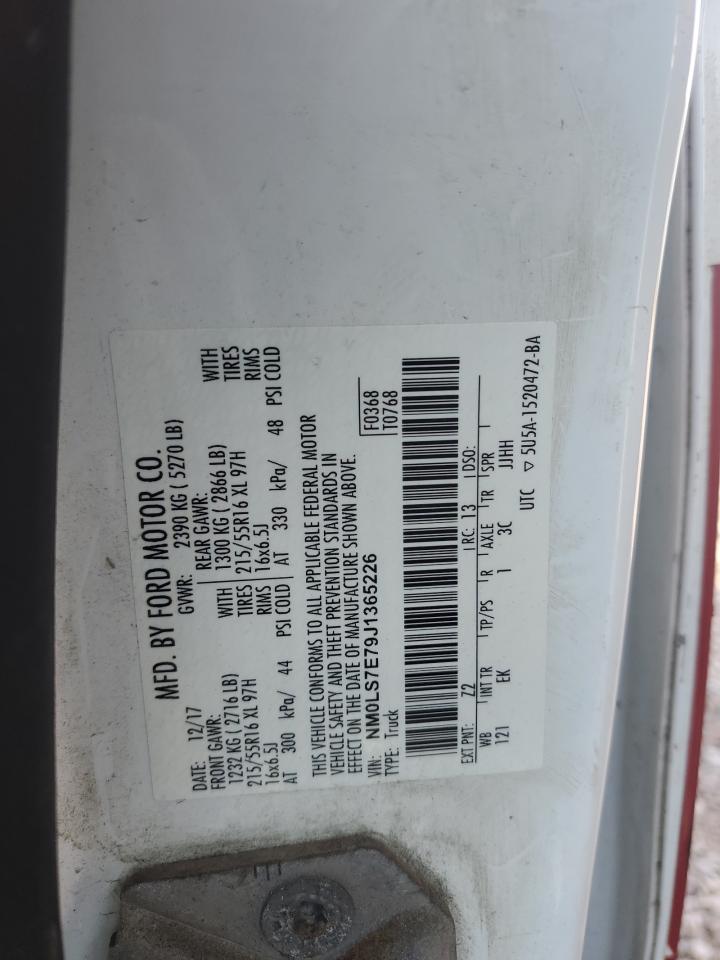 MFD. BY FORD MOTOR CO.
DATE: 12/17 GVWR: 2390 KG ( 5270 LB)
FRONT GAWR: REAR GAWR:
1232 KG ( 2716 LB) WITH 1300 KG ( 2866 LB) WITH
215/55R16 XL 97H TIRES 215/55R16 XL 97H TIRES
16x6.5J RIMS 16x6.5J RIMS
AT 300 kPa/ 44 PSI COLD AT 330 kPa/ 48 PSI COLD
THIS VEHICLE CONFORMS TO ALL APPLICABLE FEDERAL MOTOR
VEHICLE SAFETY AND THEFT PREVENTION STANDARDS IN
EFFECT ON THE DATE OF MANUFACTURE SHOWN ABOVE.
VIN: NM0LS7E79J1365226 F0368
TYPE: Truck T0768
EXT PNT: Z2 RC: 13 DSO:
WB INT TR TP/PS R AXLE TR SPR
121 EK 1 3C JJHH
UTC ▽ 5U5A-1520472-BA